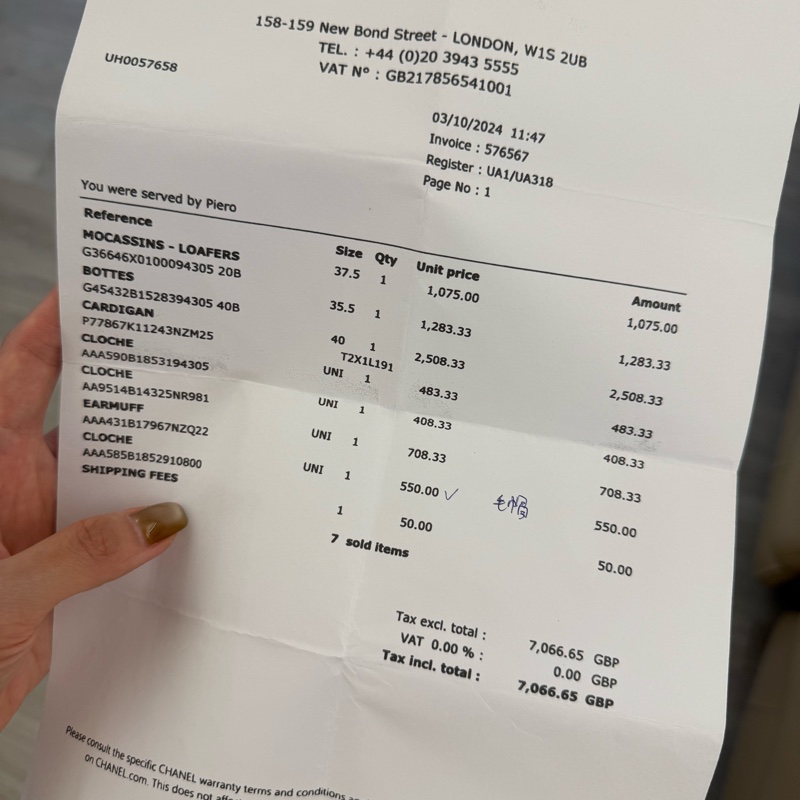 158-159 New Bond Street - LONDON, W1S 2UB
TEL. : +44 (0)20 3943 5555
VAT Nº : GB217856541001
UH0057658
03/10/2024 11:47
Invoice : 576567
Register : UA1/UA318
Page No : 1
You were served by Piero
Reference Size Qty Unit price Amount
MOCASSINS - LOAFERS
G36646X0100094305 20B 37.5 1 1,075.00 1,075.00
BOTTES
G45432B1528394305 40B 35.5 1 1,283.33 1,283.33
CARDIGAN
P77867K11243NZM25 40 1 2,508.33 2,508.33
T2X1L191
CLOCHE
AAA590B1853194305 UNI 1 483.33 483.33
CLOCHE
AA9514B14325NR981 UNI 1 408.33 408.33
EARMUFF
AAA431B17967NZQ22 UNI 1 708.33 708.33
CLOCHE
AAA585B1852910800 UNI 1 550.00 ✓ 毛帽 550.00
SHIPPING FEES 1 50.00 50.00
7 sold items
Tax excl. total : 7,066.65 GBP
VAT 0.00 % : 0.00 GBP
Tax incl. total : 7,066.65 GBP
Please consult the specific CHANEL warranty terms and conditions
on CHANEL.com. This does not